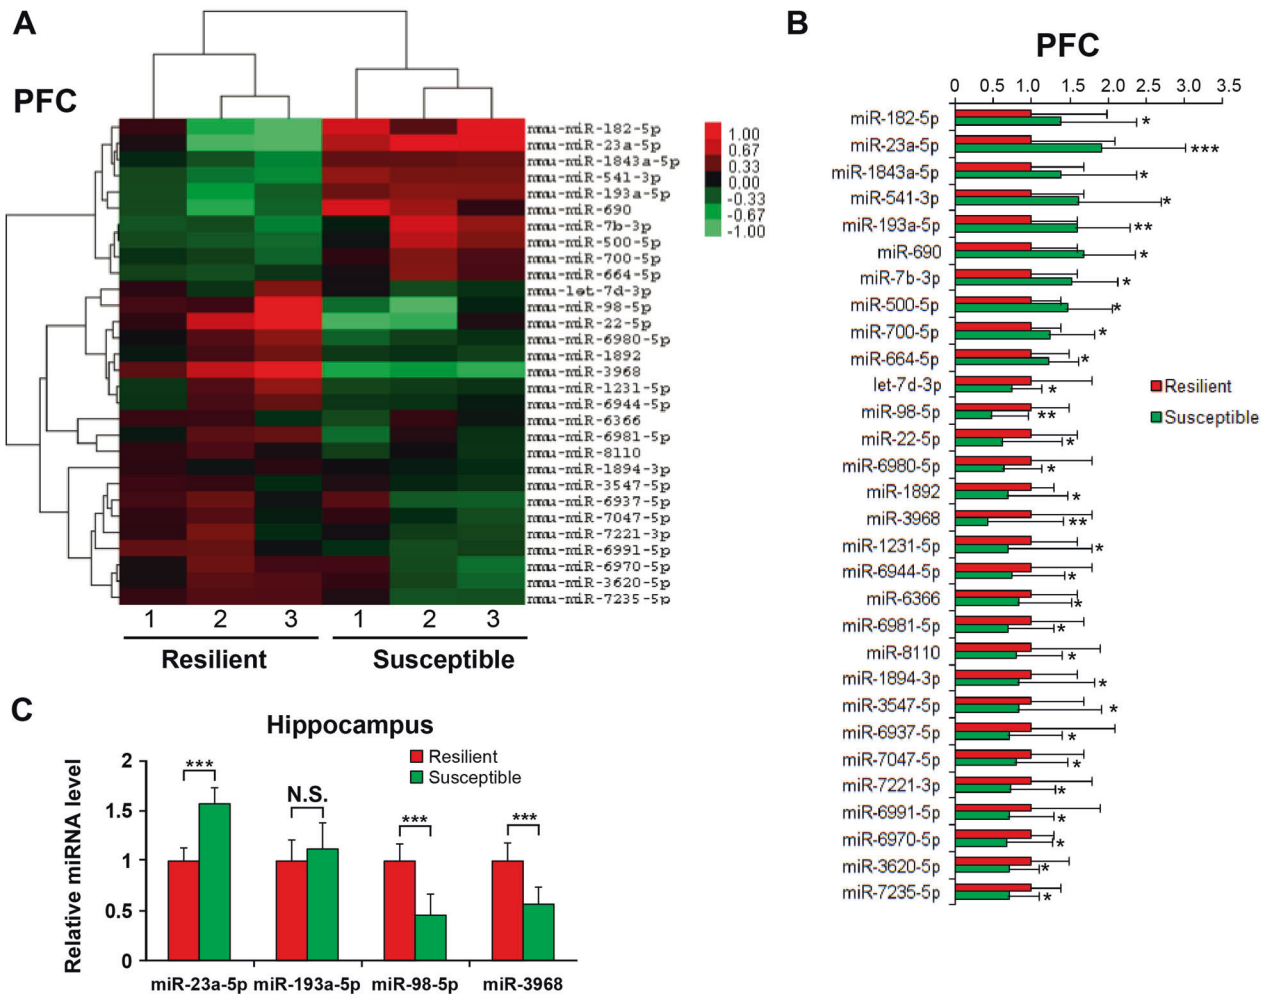 A
PFC
mmu-miR-182-5p
mmu-miR-23a-5p
mmu-miR-1843a-5p
mmu-miR-541-3p
mmu-miR-193a-5p
mmu-miR-690
mmu-miR-7b-3p
mmu-miR-500-5p
mmu-miR-700-5p
mmu-miR-664-5p
mmu-let-7d-3p
mmu-miR-98-5p
mmu-miR-22-5p
mmu-miR-6980-5p
mmu-miR-1892
mmu-miR-3968
mmu-miR-1231-5p
mmu-miR-6944-5p
mmu-miR-6366
mmu-miR-6981-5p
mmu-miR-8110
mmu-miR-1894-3p
mmu-miR-3547-5p
mmu-miR-6937-5p
mmu-miR-7047-5p
mmu-miR-7221-3p
mmu-miR-6991-5p
mmu-miR-6970-5p
mmu-miR-3620-5p
mmu-miR-7235-5p
1.00
0.67
0.33
0.00
-0.33
-0.67
-1.00
1 2 3 1 2 3
Resilient Susceptible
B
PFC
0 0.5 1.0 1.5 2.0 2.5 3.0 3.5
miR-182-5p *
miR-23a-5p ***
miR-1843a-5p *
miR-541-3p *
miR-193a-5p **
miR-690 *
miR-7b-3p *
miR-500-5p *
miR-700-5p *
miR-664-5p *
let-7d-3p *
miR-98-5p **
miR-22-5p *
miR-6980-5p *
miR-1892 *
miR-3968 **
miR-1231-5p *
miR-6944-5p *
miR-6366 *
miR-6981-5p *
miR-8110 *
miR-1894-3p *
miR-3547-5p *
miR-6937-5p *
miR-7047-5p *
miR-7221-3p *
miR-6991-5p *
miR-6970-5p *
miR-3620-5p *
miR-7235-5p *
Resilient
Susceptible
C
Hippocampus
Resilient
Susceptible
Relative miRNA level
2
1.5
1
0.5
0
*** N.S. *** ***
miR-23a-5p miR-193a-5p miR-98-5p miR-3968